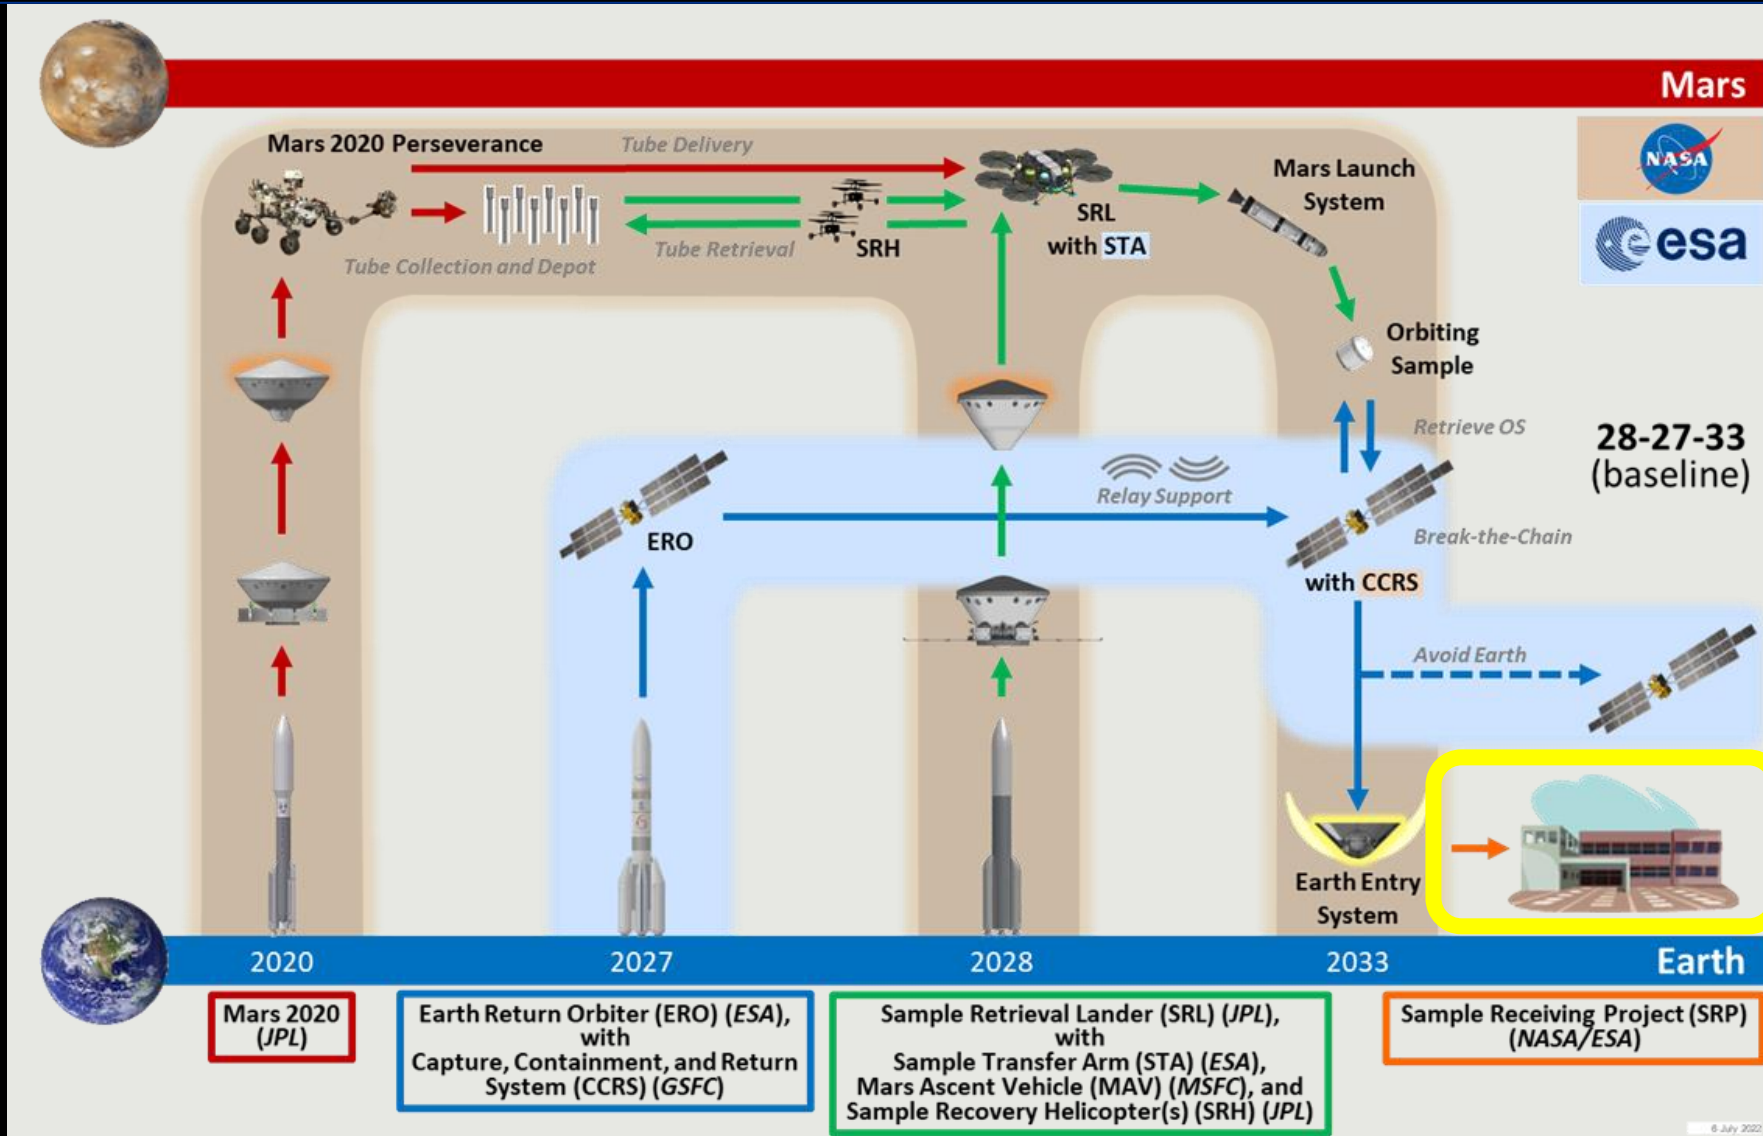 Mars
Mars 2020 Perseverance
Tube Delivery
NASA
Mars Launch
System
esa
SRL
with STA
SRH
Tube Retrieval
Tube Collection and Depot
Orbiting
Sample
Retrieve OS
28-27-33
(baseline)
Relay Support
ERO
Break-the-Chain
with CCRS
Avoid Earth
Earth Entry
System
2020
2027
2028
2033
Earth
Mars 2020
(JPL)
Earth Return Orbiter (ERO) (ESA),
with
Capture, Containment, and Return
System (CCRS) (GSFC)
Sample Retrieval Lander (SRL) (JPL),
with
Sample Transfer Arm (STA) (ESA),
Mars Ascent Vehicle (MAV) (MSFC), and
Sample Recovery Helicopter(s) (SRH) (JPL)
Sample Receiving Project (SRP)
(NASA/ESA)